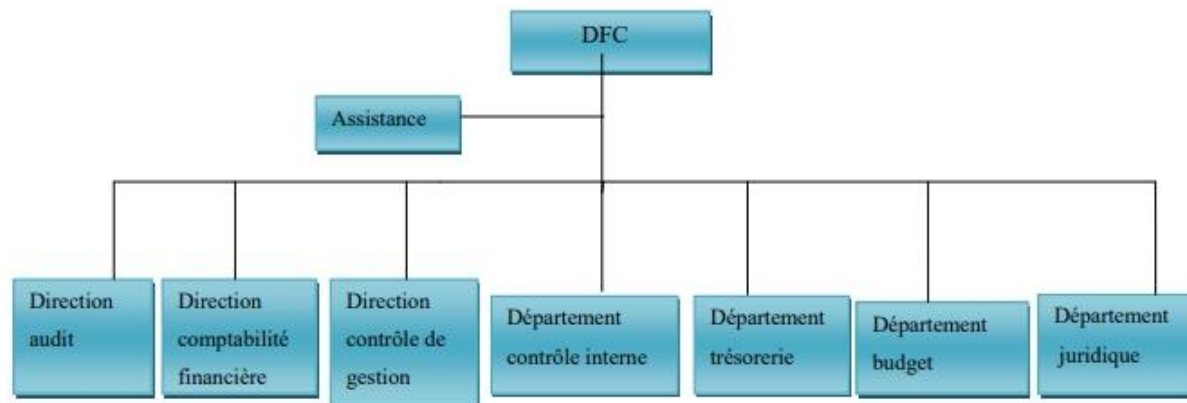 DFC
Assistance
Direction
audit
Direction
comptabilité
financière
Direction
contrôle de
gestion
Département
contrôle interne
Département
trésorerie
Département
budget
Département
juridique